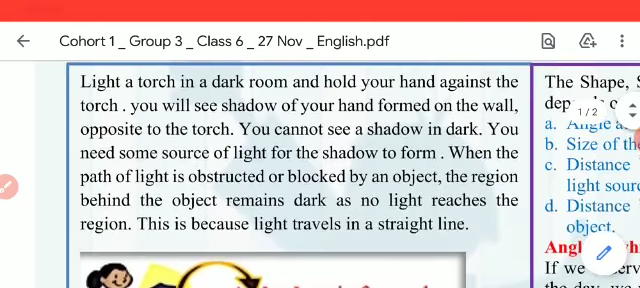 Cohort 1 _ Group 3 _ Class 6 _ 27 Nov _ English.pdf
Light a torch in a dark room and hold your hand against the
torch . you will see shadow of your hand formed on the wall,
opposite to the torch. You cannot see a shadow in dark. You
need some source of light for the shadow to form . When the
path of light is obstructed or blocked by an object, the region
behind the object remains dark as no light reaches the
region. This is because light travels in a straight line.
The Shape,
1 / 2
a. Angle
b. Size of the
c. Distance
light
d. Distance
object.
If we
the day, we